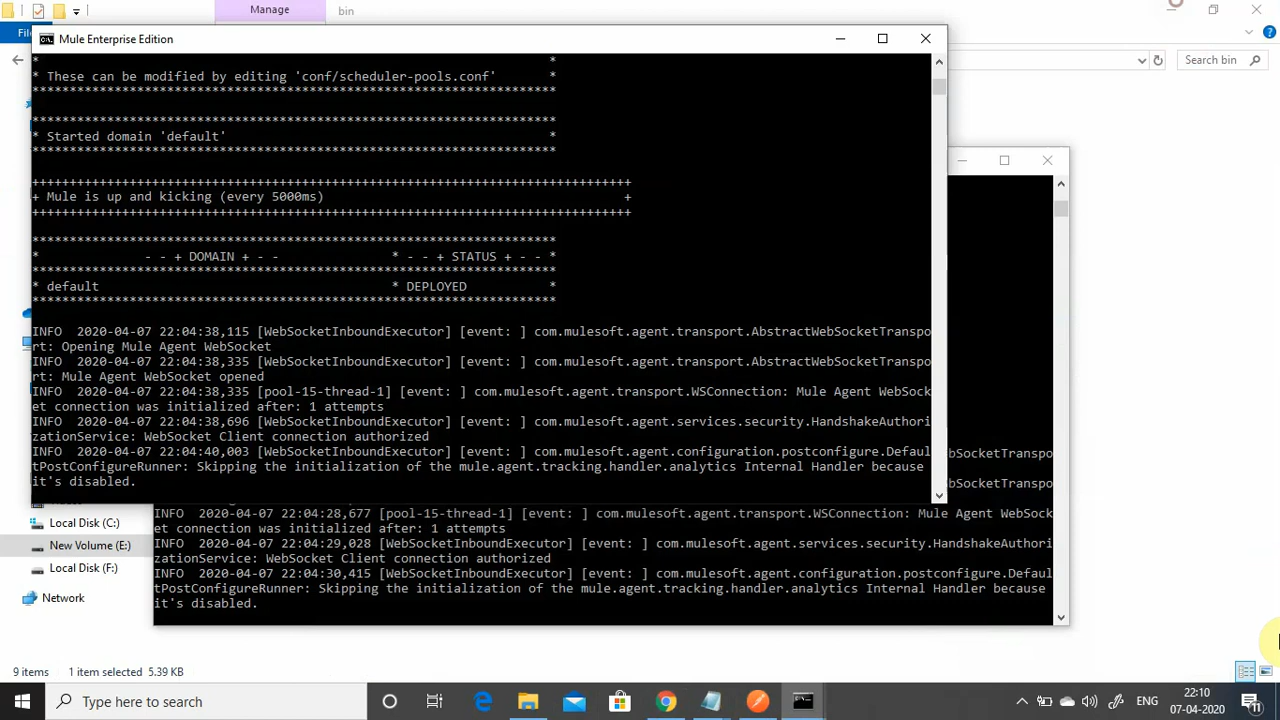 Manage
bin
Mule Enterprise Edition
Search bin
*
* These can be modified by editing 'conf/scheduler-pools.conf' *
**********************************************************************
**********************************************************************
* Started domain 'default' *
**********************************************************************
++++++++++++++++++++++++++++++++++++++++++++++++++++++++++++++++++++++++++++++++
+ Mule is up and kicking (every 5000ms) +
++++++++++++++++++++++++++++++++++++++++++++++++++++++++++++++++++++++++++++++++
**********************************************************************
* - - + DOMAIN + - - * - - + STATUS + - - *
**********************************************************************
* default * DEPLOYED *
**********************************************************************
INFO 2020-04-07 22:04:38,115 [WebSocketInboundExecutor] [event: ] com.mulesoft.agent.transport.AbstractWebSocketTranspo
rt: Opening Mule Agent WebSocket
INFO 2020-04-07 22:04:38,335 [WebSocketInboundExecutor] [event: ] com.mulesoft.agent.transport.AbstractWebSocketTranspo
rt: Mule Agent WebSocket opened
INFO 2020-04-07 22:04:38,335 [pool-15-thread-1] [event: ] com.mulesoft.agent.transport.WSConnection: Mule Agent WebSock
et connection was initialized after: 1 attempts
INFO 2020-04-07 22:04:38,696 [WebSocketInboundExecutor] [event: ] com.mulesoft.agent.services.security.HandshakeAuthori
zationService: WebSocket Client connection authorized
INFO 2020-04-07 22:04:40,003 [WebSocketInboundExecutor] [event: ] com.mulesoft.agent.configuration.postconfigure.Defaul
tPostConfigureRunner: Skipping the initialization of the mule.agent.tracking.handler.analytics Internal Handler because
it's disabled.
bSocketTranspo
bSocketTranspo
INFO 2020-04-07 22:04:28,677 [pool-15-thread-1] [event: ] com.mulesoft.agent.transport.WSConnection: Mule Agent WebSock
et connection was initialized after: 1 attempts
INFO 2020-04-07 22:04:29,028 [WebSocketInboundExecutor] [event: ] com.mulesoft.agent.services.security.HandshakeAuthori
zationService: WebSocket Client connection authorized
INFO 2020-04-07 22:04:30,415 [WebSocketInboundExecutor] [event: ] com.mulesoft.agent.configuration.postconfigure.Defaul
tPostConfigureRunner: Skipping the initialization of the mule.agent.tracking.handler.analytics Internal Handler because
it's disabled.
Local Disk (C:)
New Volume (E:)
Local Disk (F:)
Network
9 items 1 item selected 5.39 KB
Type here to search
ENG
22:10
07-04-2020
11